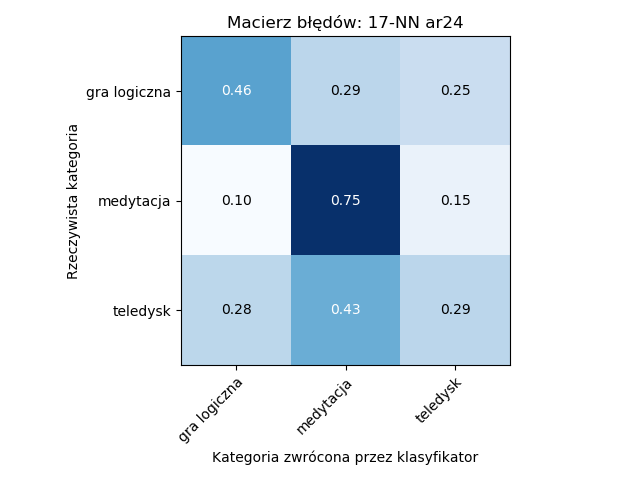 Macierz błędów: 17-NN ar24
Rzeczywista kategoria
gra logiczna
0.46
0.29
0.25
medytacja
0.10
0.75
0.15
teledysk
0.28
0.43
0.29
gra logiczna
medytacja
teledysk
Kategoria zwrócona przez klasyfikator